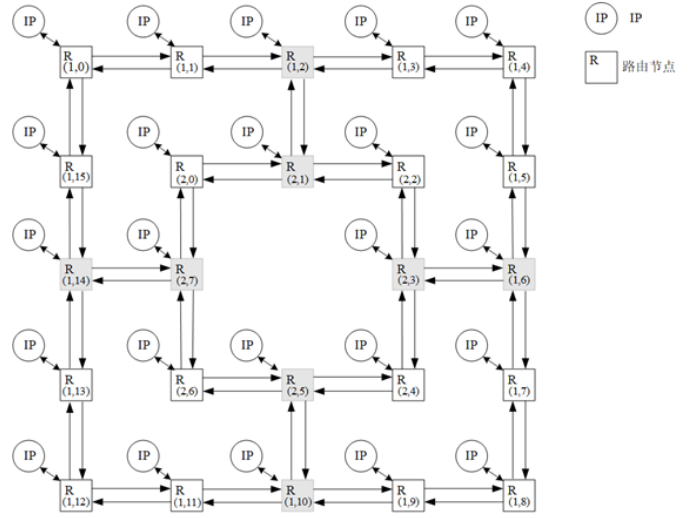 IP IP IP IP IP IP IP
R R R R R R 路由节点
(1,0) (1,1) (1,2) (1,3) (1,4)
IP IP IP IP IP
R R R R R
(1,15) (2,0) (2,1) (2,2) (1,5)
IP IP IP IP
R R R R
(1,14) (2,7) (2,3) (1,6)
IP IP IP IP IP
R R R R R
(1,13) (2,6) (2,5) (2,4) (1,7)
IP IP IP IP IP
R R R R R
(1,12) (1,11) (1,10) (1,9) (1,8)